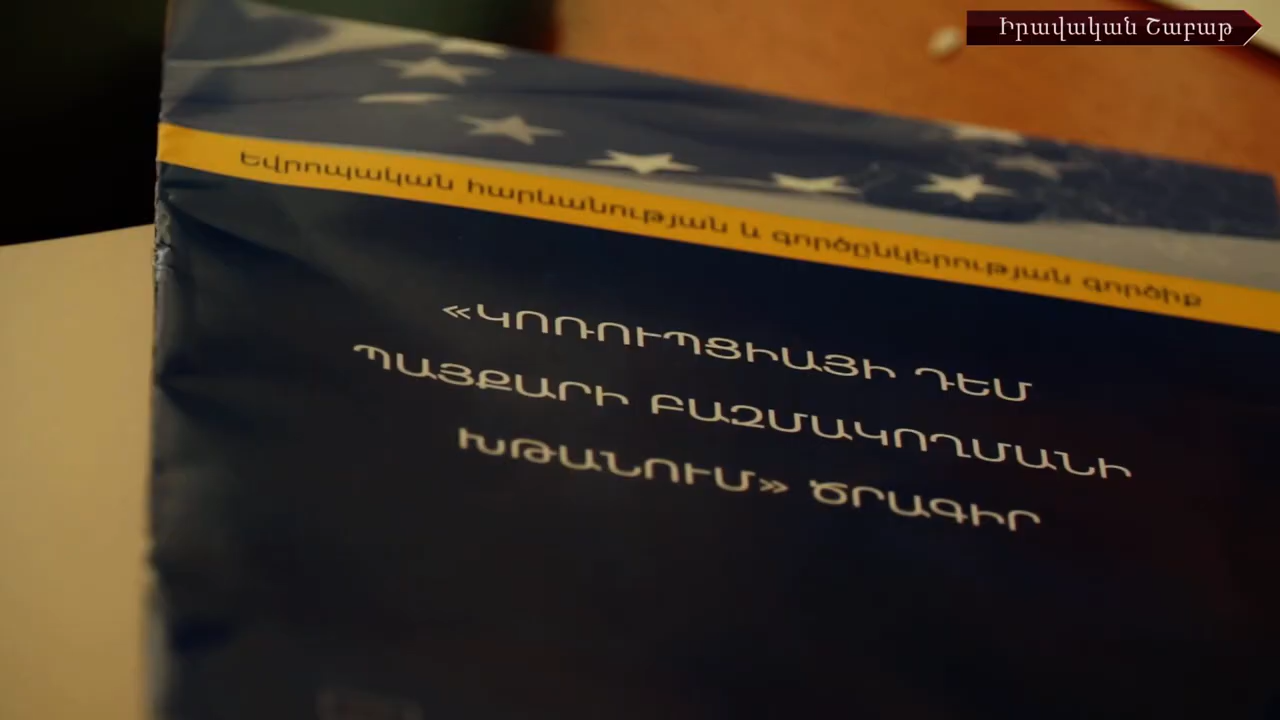 Իրավական Շաբաթ
Եվրոպական հարևանության և գործընկերության գործիք
«ԿՈՌՈՒՊՑԻԱՅԻ ԴԵՄ
ՊԱՅՔԱՐԻ ԲԱԶՄԱԿՈՂՄԱՆԻ
ԽԹԱՆՈՒՄ» ԾՐԱԳԻՐ